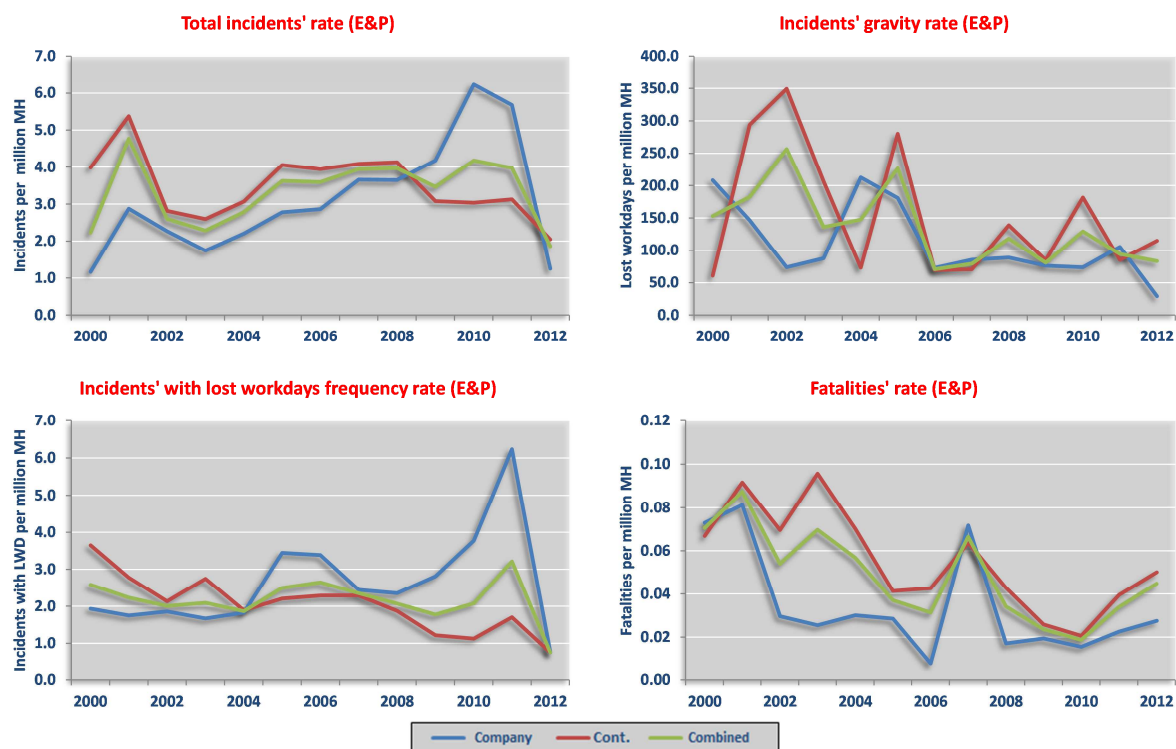 Total incidents' rate (E&P)
Incidents per million MH
7.0
6.0
5.0
4.0
3.0
2.0
1.0
0.0
2000 2002 2004 2006 2008 2010 2012
Incidents' gravity rate (E&P)
Lost workdays per million MH
400.0
350.0
300.0
250.0
200.0
150.0
100.0
50.0
0.0
2000 2002 2004 2006 2008 2010 2012
Incidents' with lost workdays frequency rate (E&P)
Incidents with LWD per million MH
7.0
6.0
5.0
4.0
3.0
2.0
1.0
0.0
2000 2002 2004 2006 2008 2010 2012
Fatalities' rate (E&P)
Fatalities per million MH
0.12
0.10
0.08
0.06
0.04
0.02
0.00
2000 2002 2004 2006 2008 2010 2012
Company Cont. Combined